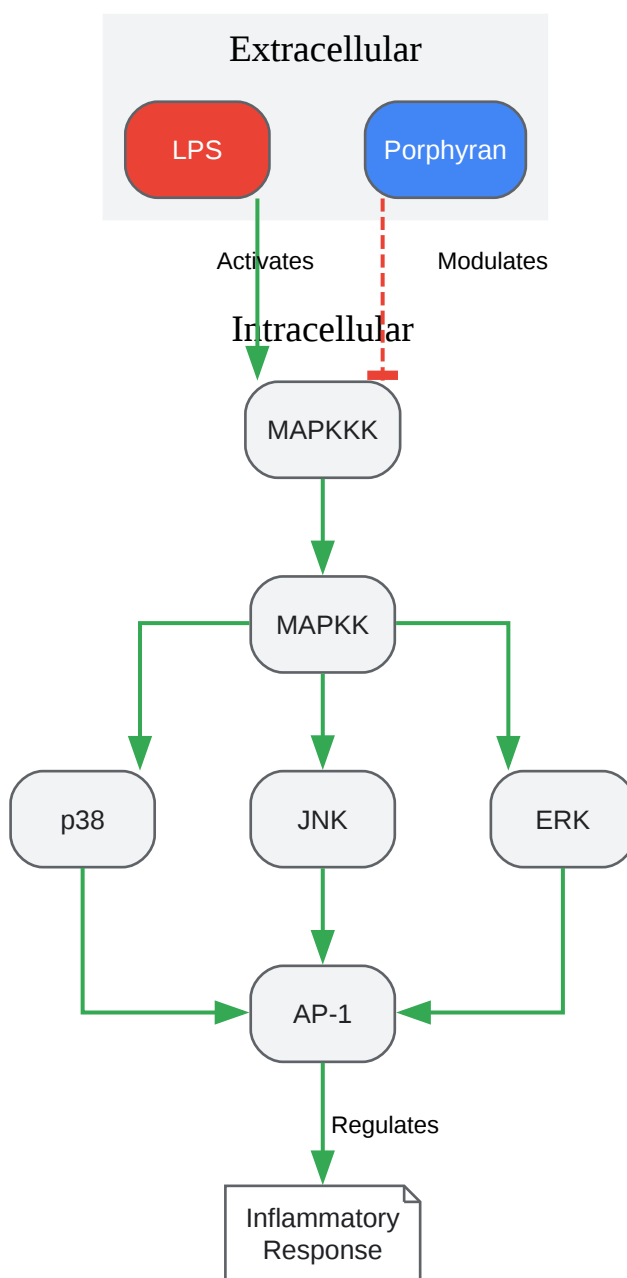 Extracellular
LPS
Porphyran
Activates
Modulates
Intracellular
MAPKKK
MAPKK
p38
JNK
ERK
AP-1
Regulates
Inflammatory
Response